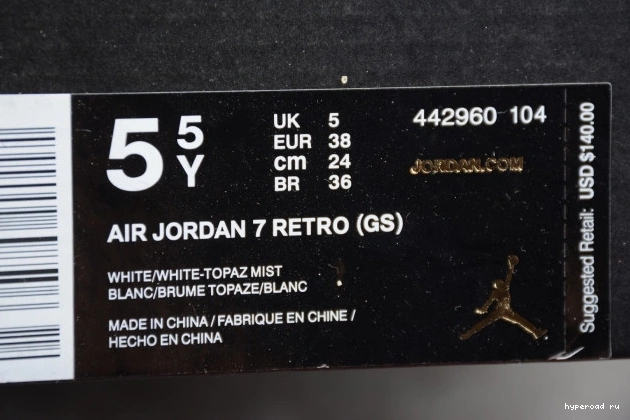 5 5
Y
UK 5
EUR 38
cm 24
BR 36
442960 104
JORDAN.COM
AIR JORDAN 7 RETRO (GS)
WHITE/WHITE-TOPAZ MIST
BLANC/BRUME TOPAZE/BLANC
MADE IN CHINA / FABRIQUE EN CHINE /
HECHO EN CHINA
Suggested Retail: USD $140.00
hyperoad ru